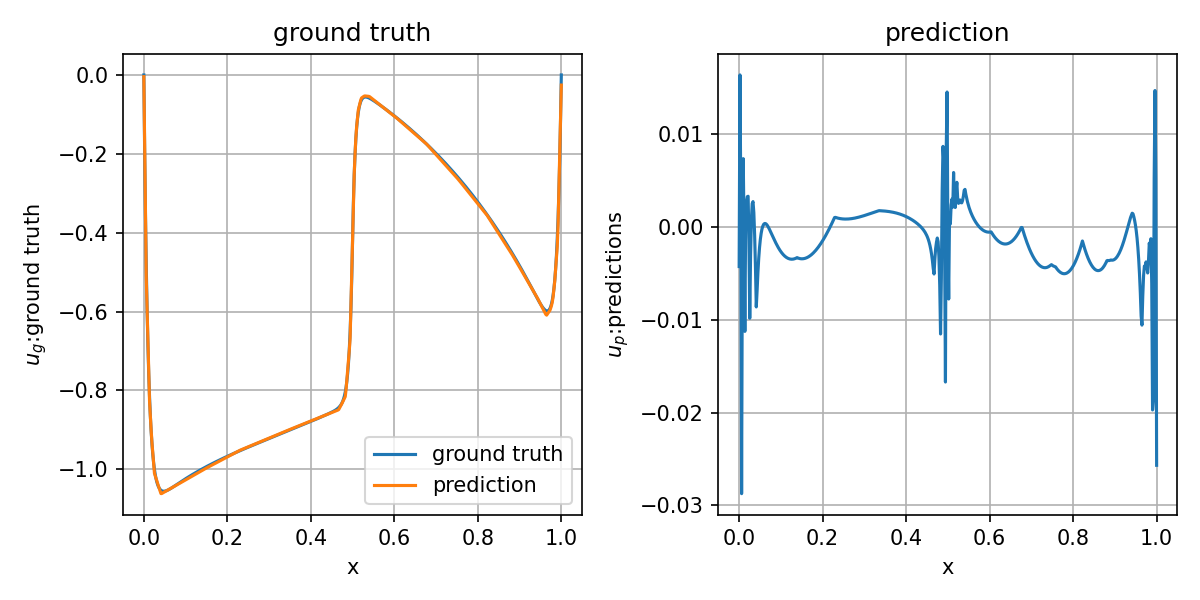 ground truth
prediction
0.0
−0.2
−0.4
−0.6
−0.8
−1.0
u_g:ground truth
ground truth
prediction
0.0 0.2 0.4 0.6 0.8 1.0
x
0.01
0.00
−0.01
−0.02
−0.03
u_p:predictions
0.0 0.2 0.4 0.6 0.8 1.0
x